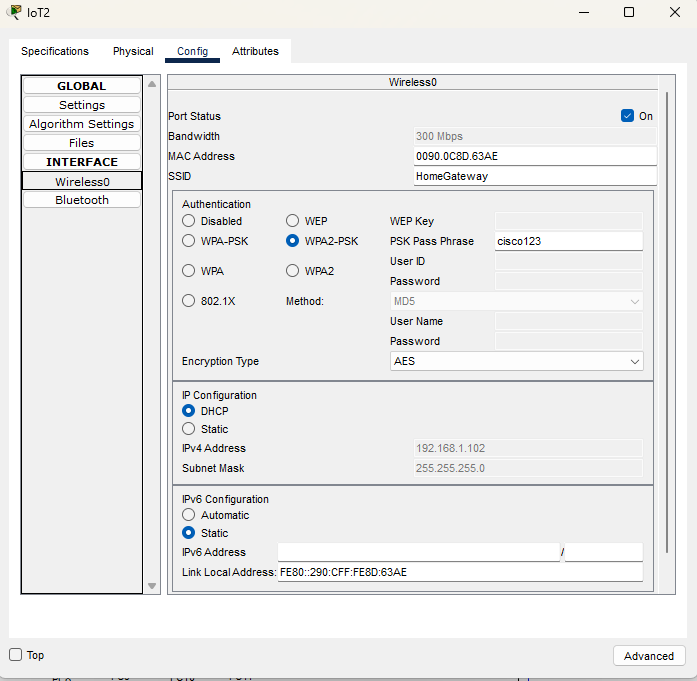 IoT2
Specifications Physical Config Attributes
GLOBAL
Settings
Algorithm Settings
Files
INTERFACE
Wireless0
Bluetooth
Wireless0
Port Status On
Bandwidth 300 Mbps
MAC Address 0090.0C8D.63AE
SSID HomeGateway
Authentication
Disabled WEP WEP Key
WPA-PSK WPA2-PSK PSK Pass Phrase cisco123
User ID
WPA WPA2 Password
802.1X Method: MD5
User Name
Password
Encryption Type AES
IP Configuration
DHCP
Static
IPv4 Address 192.168.1.102
Subnet Mask 255.255.255.0
IPv6 Configuration
Automatic
Static
IPv6 Address /
Link Local Address: FE80::290:CFF:FE8D:63AE
Top Advanced